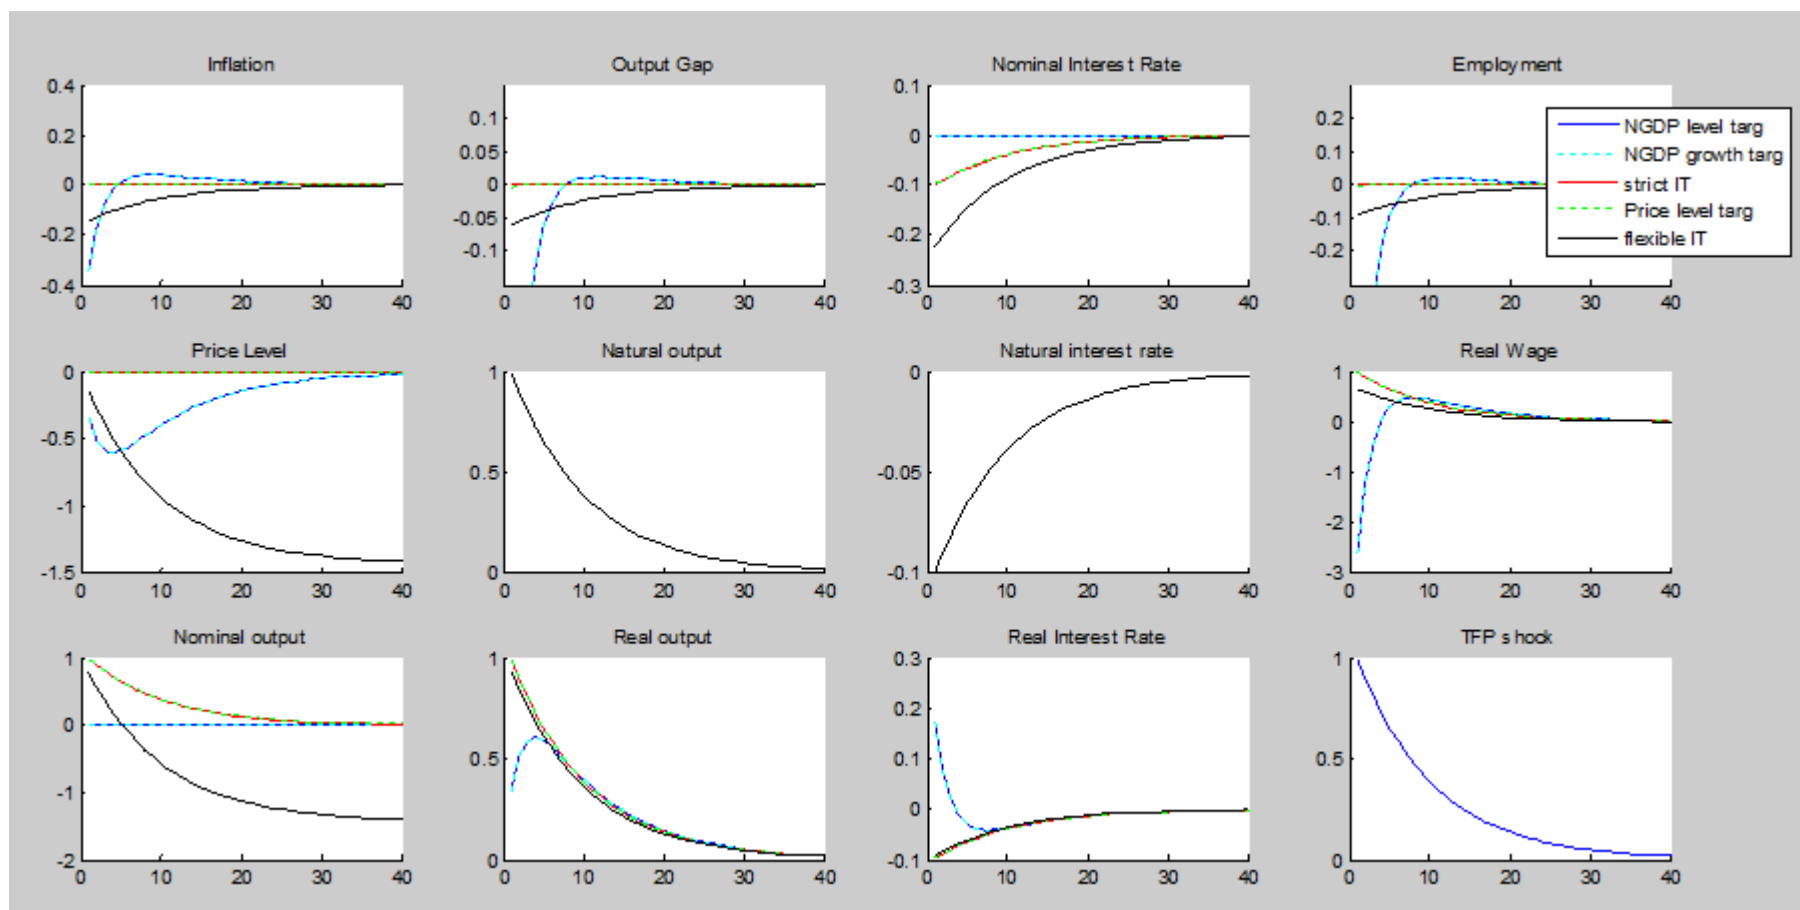 Inflation
0.4
0.2
0
-0.2
-0.4
0 10 20 30 40
Output Gap
0.1
0.05
0
-0.05
-0.1
0 10 20 30 40
Nominal Interest Rate
0.1
0
-0.1
-0.2
-0.3
0 10 20 30 40
Employment
0.2
0.1
0
-0.1
-0.2
0 10 20 30 40
NGDP level targ
NGDP growth targ
strict IT
Price level targ
flexible IT
Price Level
0
-0.5
-1
-1.5
0 10 20 30 40
Natural output
1
0.5
0
0 10 20 30 40
Natural interest rate
0
-0.05
-0.1
0 10 20 30 40
Real Wage
1
0
-1
-2
-3
0 10 20 30 40
Nominal output
1
0
-1
-2
0 10 20 30 40
Real output
1
0.5
0
0 10 20 30 40
Real Interest Rate
0.3
0.2
0.1
0
-0.1
0 10 20 30 40
TFP shock
1
0.5
0
0 10 20 30 40